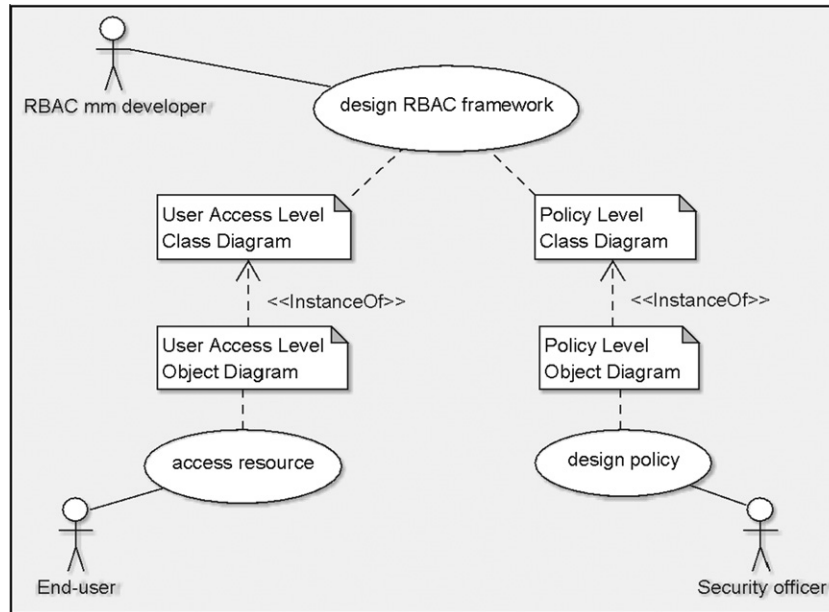 RBAC mm developer
design RBAC framework
User Access Level
Class Diagram
Policy Level
Class Diagram
<<InstanceOf>>
<<InstanceOf>>
User Access Level
Object Diagram
Policy Level
Object Diagram
access resource
design policy
End-user
Security officer